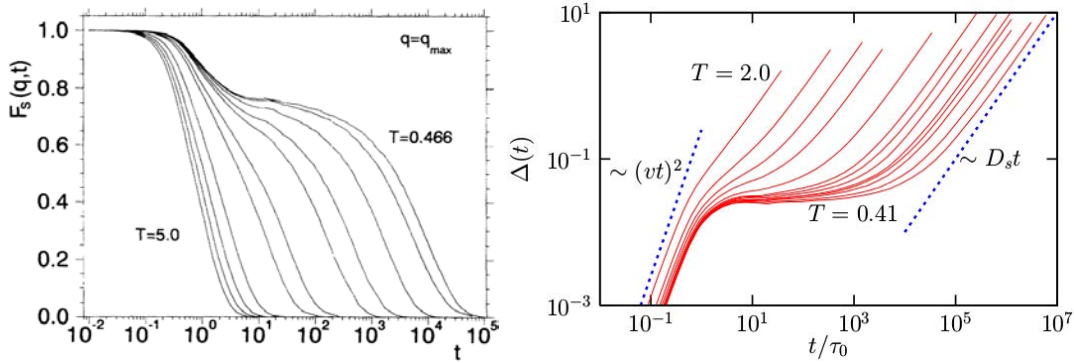 F_s(q,t)
1.0
0.8
0.6
0.4
0.2
0.0
q=q_max
T=0.466
T=5.0
10^-2 10^-1 10^0 10^1 10^2 10^3 10^4 10^5
t
Δ(t)
10^1
10^-1
10^-3
T = 2.0
~ (vt)^2
~ D_s t
T = 0.41
10^-1 10^1 10^3 10^5 10^7
t/τ_0